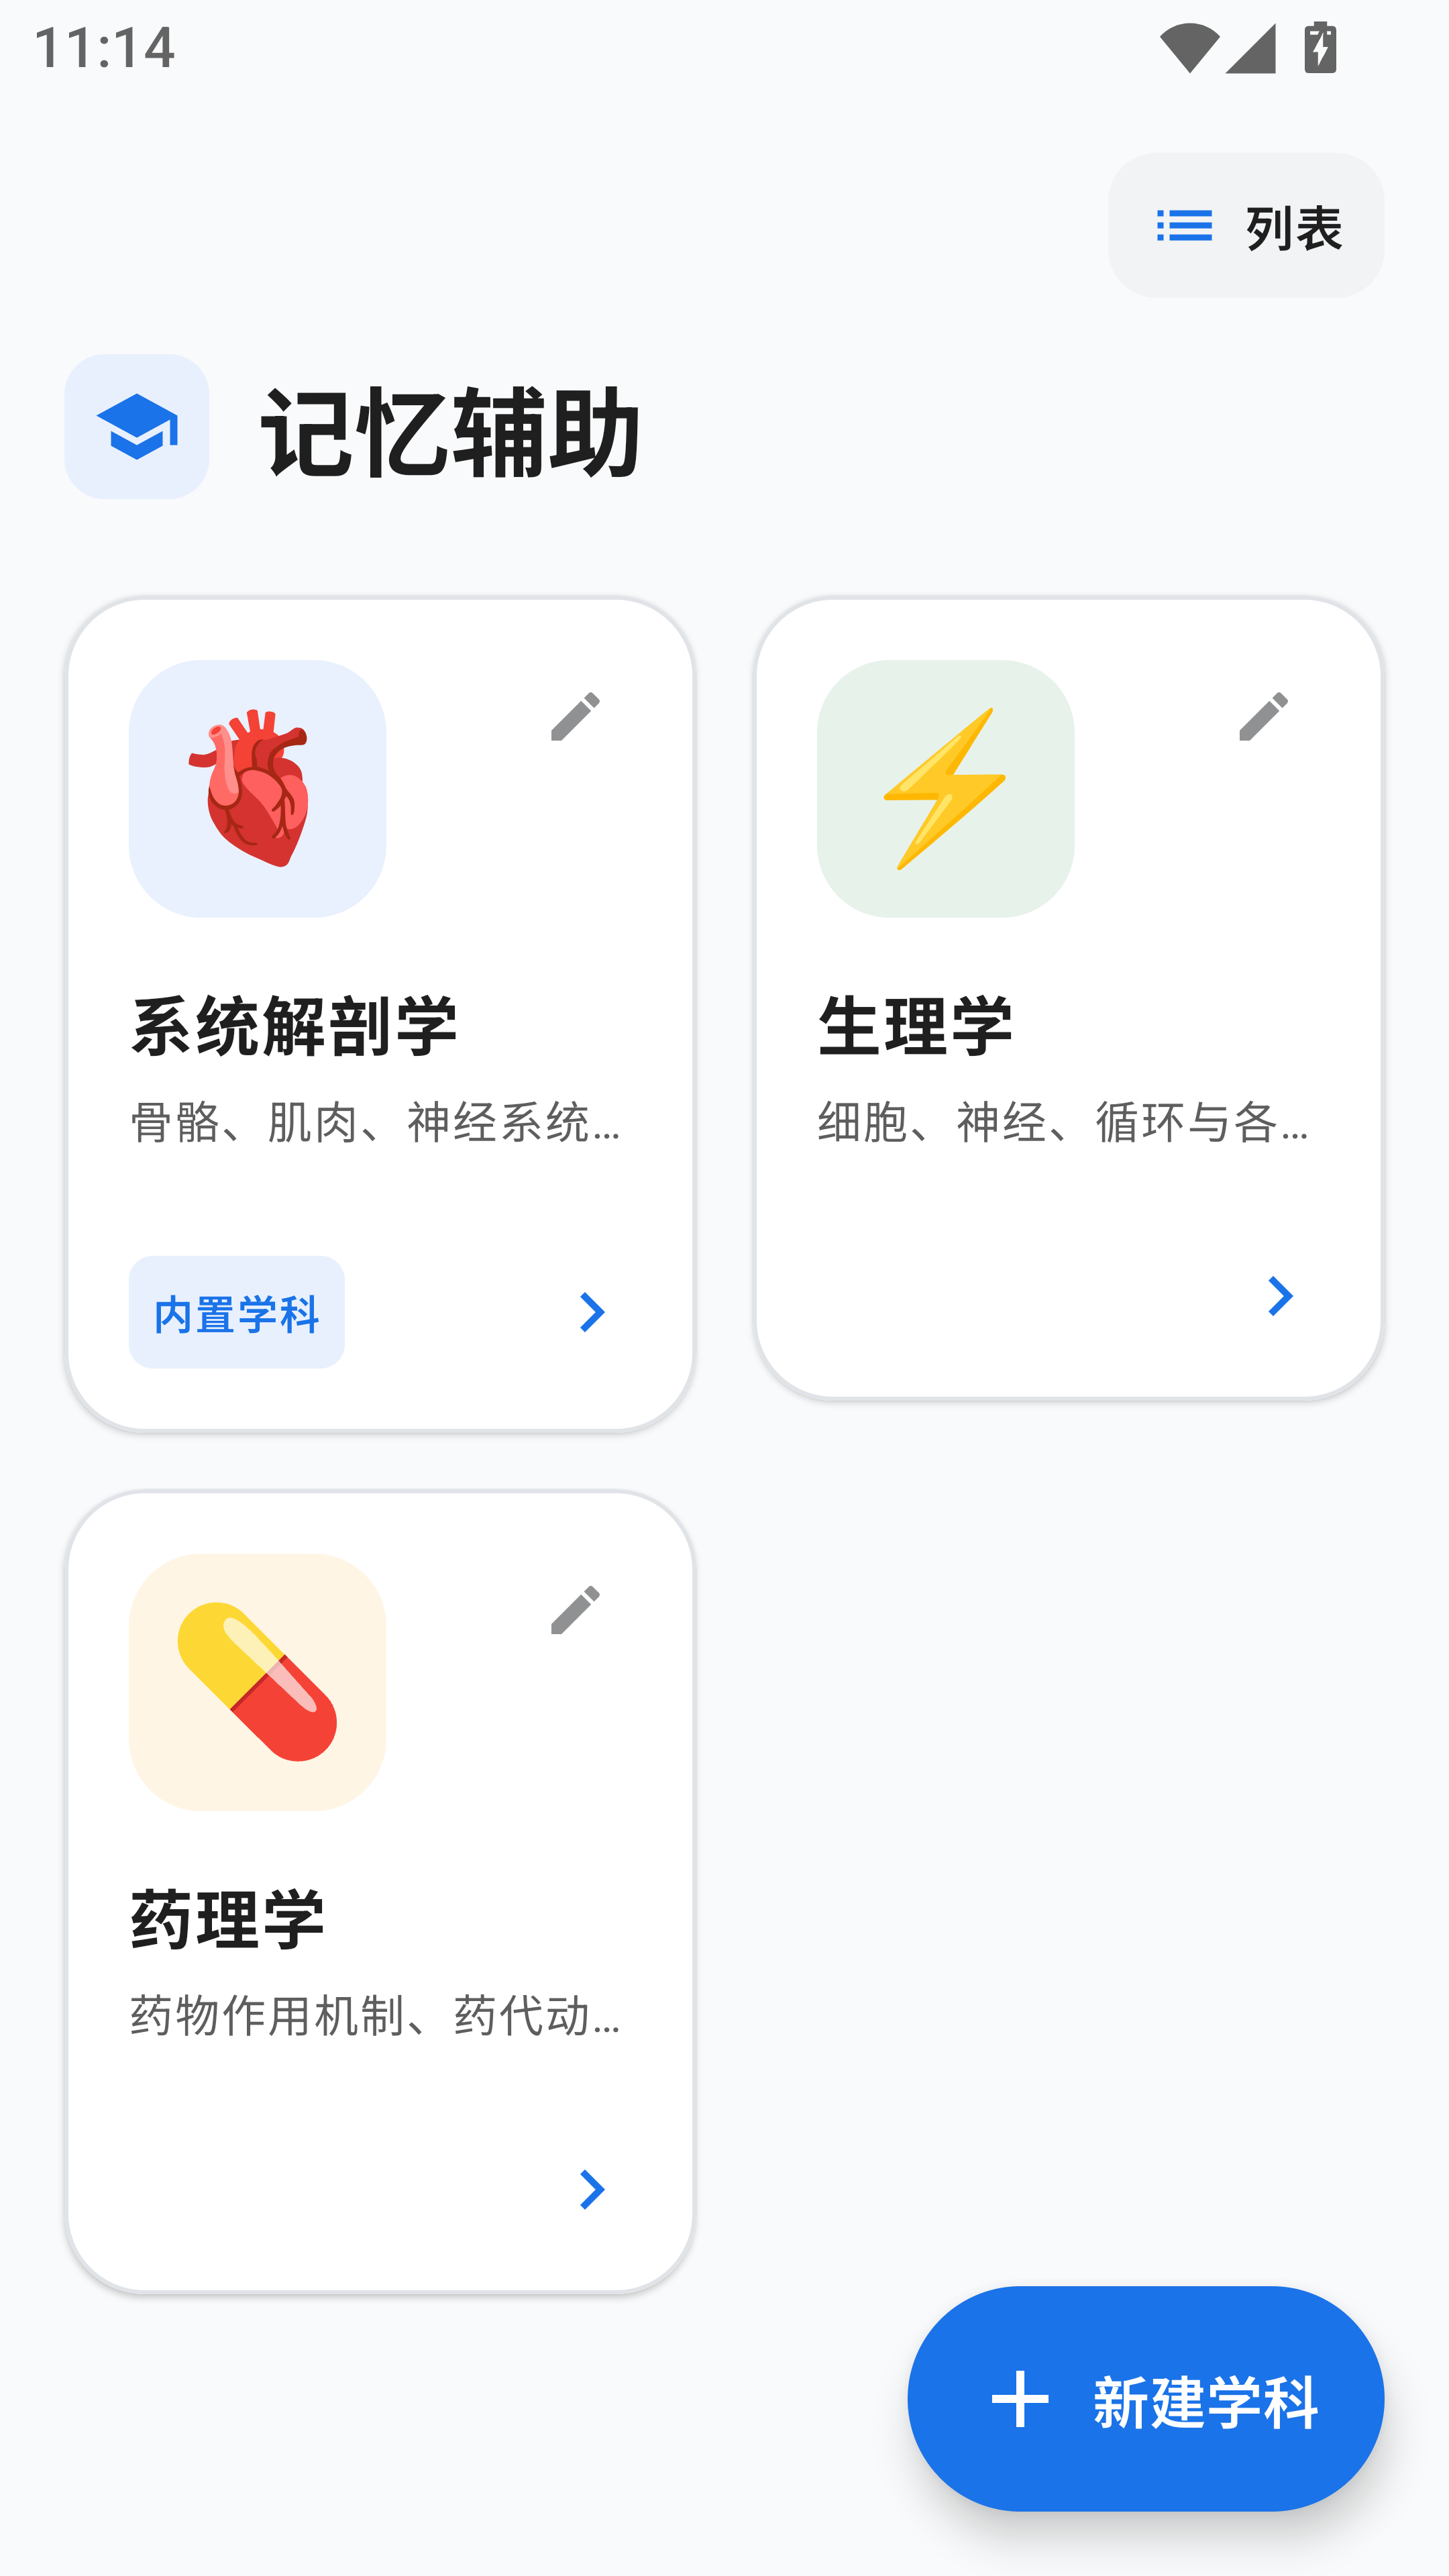 11:14
列表
记忆辅助
系统解剖学
骨骼、肌肉、神经系统...
内置学科
生理学
细胞、神经、循环与各...
药理学
药物作用机制、药代动...
新建学科